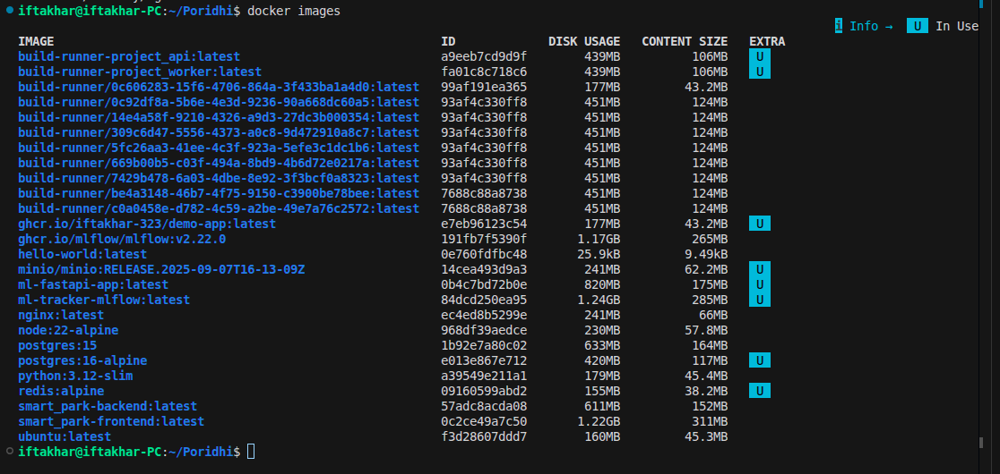 iftakhar@iftakhar-PC:~/Poridhi$ docker images
i Info → U In Use
IMAGE ID DISK USAGE CONTENT SIZE EXTRA
build-runner-project_api:latest a9eeb7cd9d9f 439MB 106MB U
build-runner-project_worker:latest fa01c8c718c6 439MB 106MB U
build-runner/0c606283-15f6-4706-864a-3f433ba1a4d0:latest 99af191ea365 177MB 43.2MB
build-runner/0c92df8a-5b6e-4e3d-9236-90a668dc60a5:latest 93af4c330ff8 451MB 124MB
build-runner/14e4a58f-9210-4326-a9d3-27dc3b000354:latest 93af4c330ff8 451MB 124MB
build-runner/309c6d47-5556-4373-a0c8-9d472910a8c7:latest 93af4c330ff8 451MB 124MB
build-runner/5fc26aa3-41ee-4c3f-923a-5efe3c1dc1b6:latest 93af4c330ff8 451MB 124MB
build-runner/669b00b5-c03f-494a-8bd9-4b6d72e0217a:latest 93af4c330ff8 451MB 124MB
build-runner/7429b478-6a03-4dbe-8e92-3f3bcf0a8323:latest 93af4c330ff8 451MB 124MB
build-runner/be4a3148-46b7-4f75-9150-c3900be78bee:latest 7688c88a8738 451MB 124MB
build-runner/c0a0458e-d782-4c59-a2be-49e7a76c2572:latest 7688c88a8738 451MB 124MB
ghcr.io/iftakhar-323/demo-app:latest e7eb96123c54 177MB 43.2MB U
ghcr.io/mlflow/mlflow:v2.22.0 191fb7f5390f 1.17GB 265MB
hello-world:latest 0e760fdfbc48 25.9kB 9.49kB
minio/minio:RELEASE.2025-09-07T16-13-09Z 14cea493d9a3 241MB 62.2MB U
ml-fastapi-app:latest 0b4c7bd72b0e 820MB 175MB U
ml-tracker-mlflow:latest 84dcd250ea95 1.24GB 285MB U
nginx:latest ec4ed8b5299e 241MB 66MB
node:22-alpine 968df39aedce 230MB 57.8MB
postgres:15 1b92e7a80c02 633MB 164MB
postgres:16-alpine e013e867e712 420MB 117MB U
python:3.12-slim a39549e211a1 179MB 45.4MB
redis:alpine 09160599abd2 155MB 38.2MB U
smart_park-backend:latest 57adc8acda08 611MB 152MB
smart_park-frontend:latest 0c2ce49a7c50 1.22GB 311MB
ubuntu:latest f3d28607ddd7 160MB 45.3MB
iftakhar@iftakhar-PC:~/Poridhi$